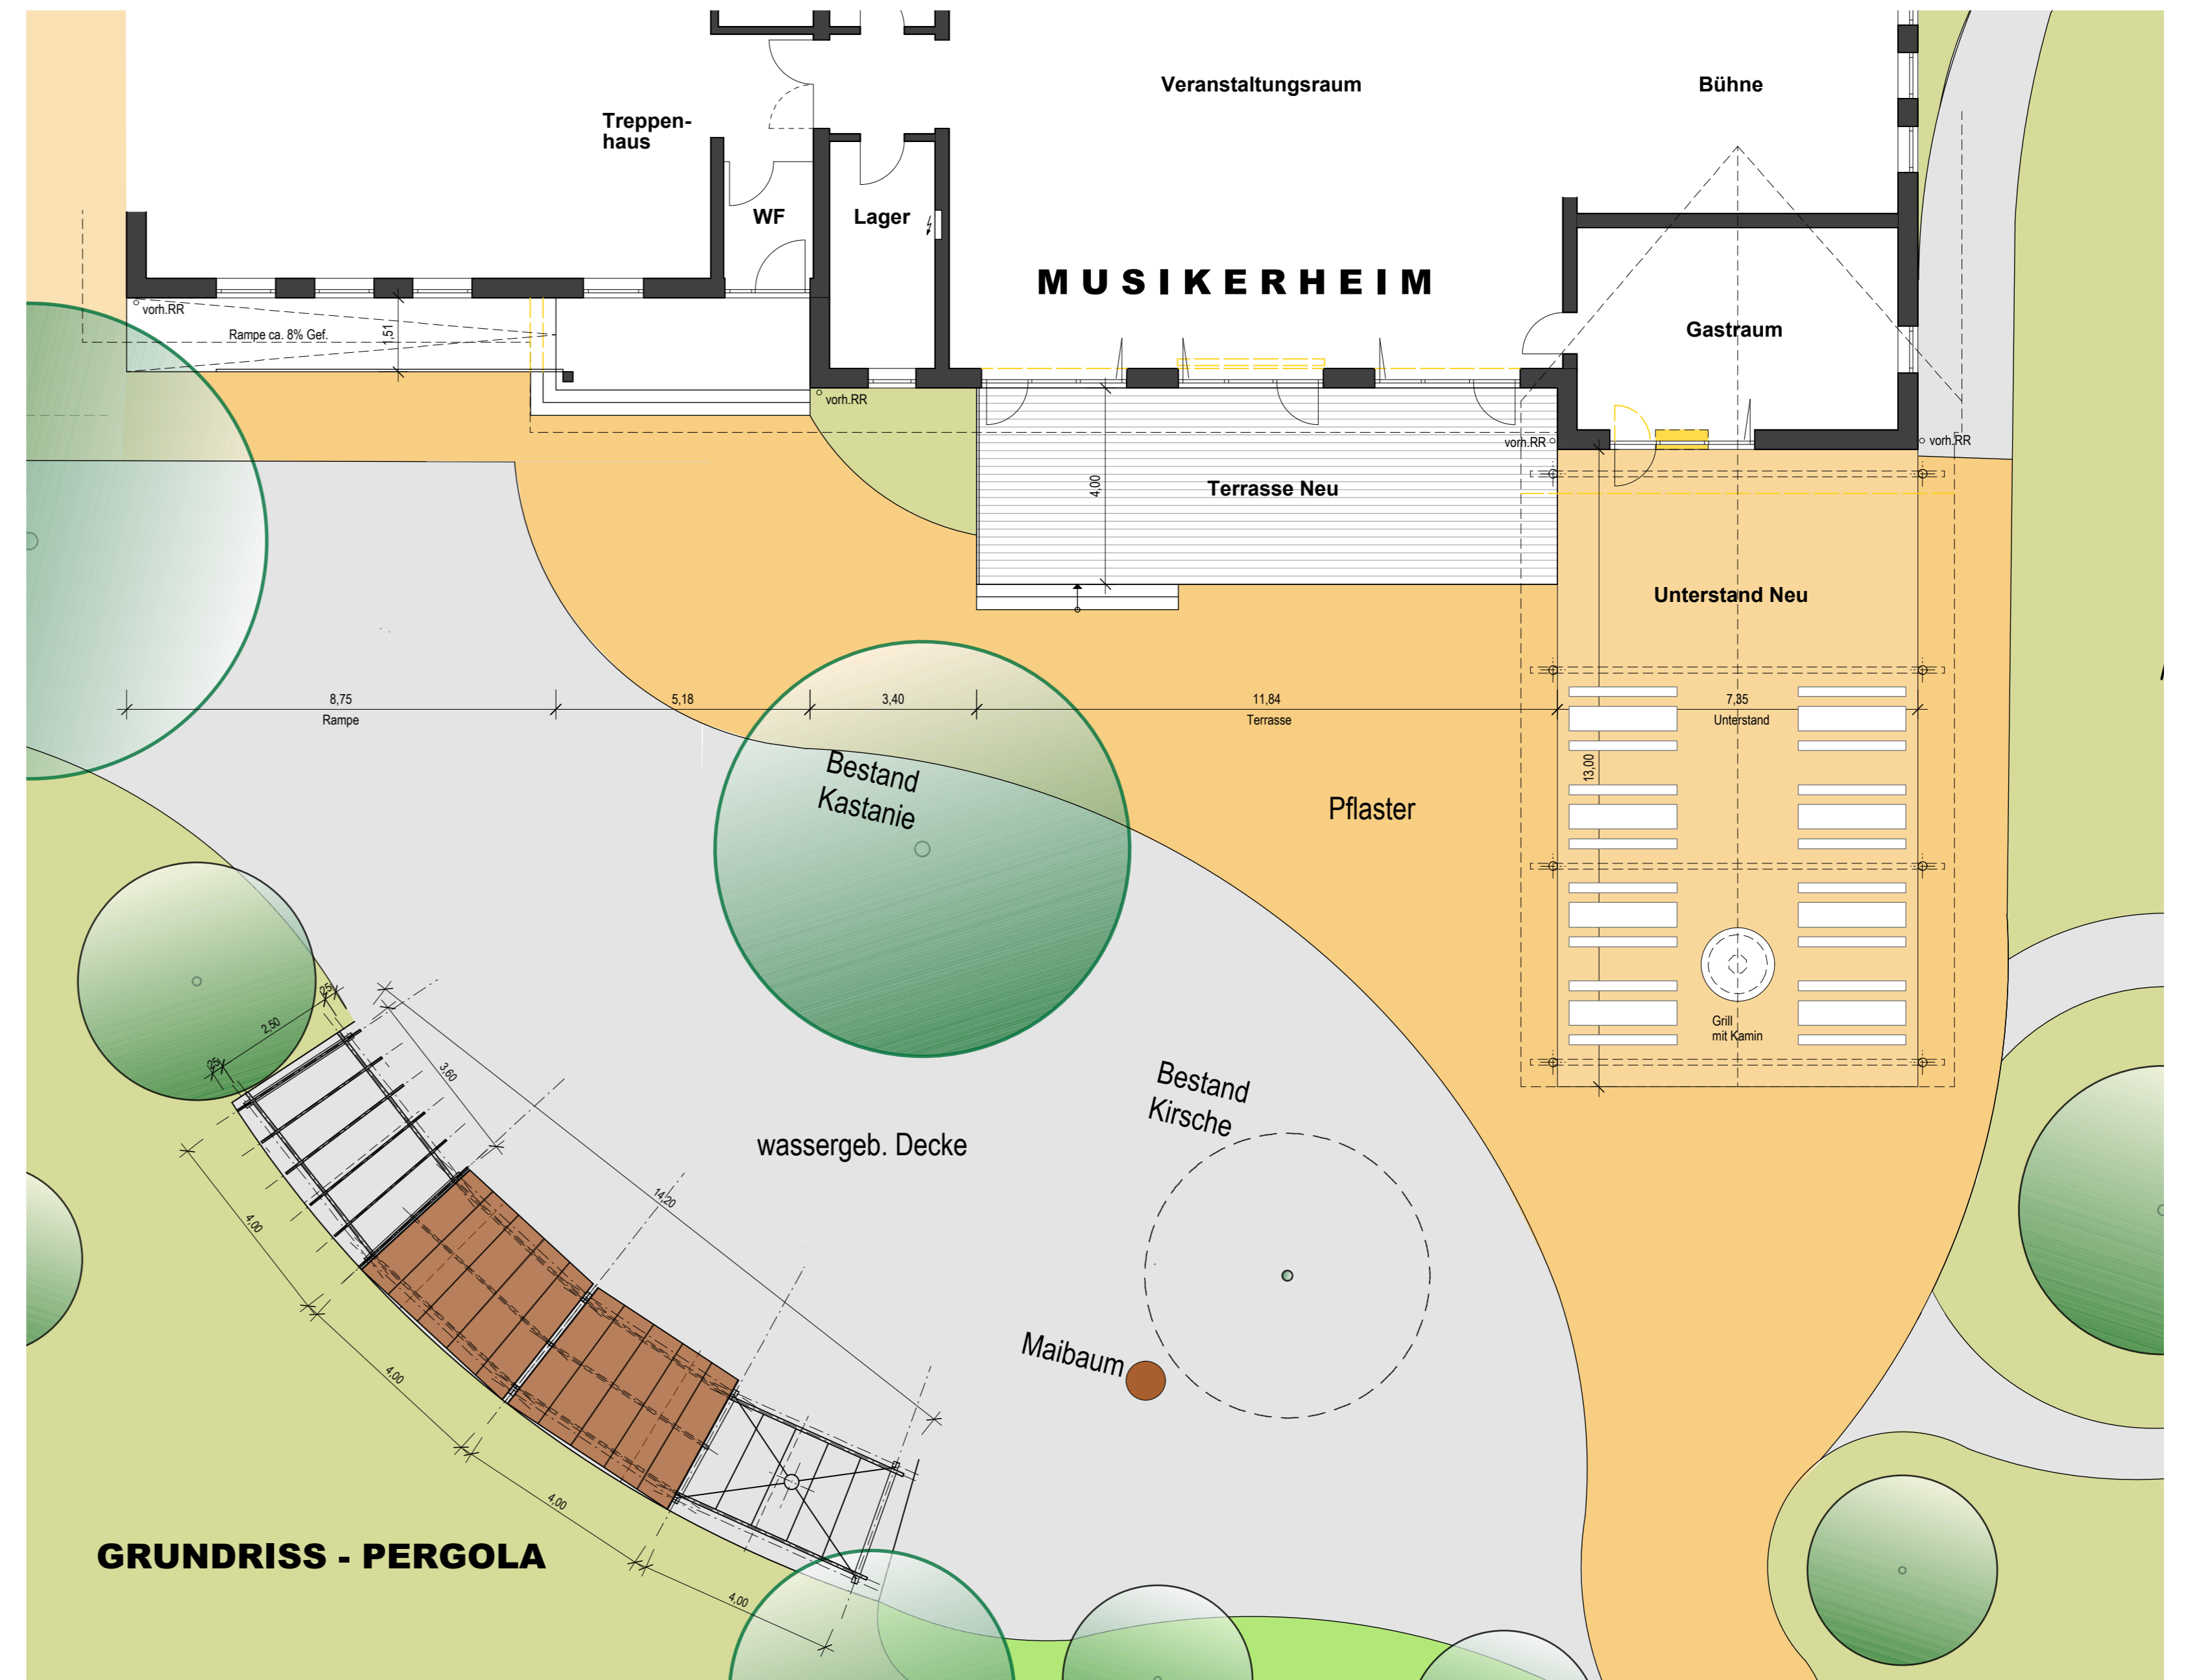 Veranstaltungsraum
Bühne
Treppen-
haus
WF
Lager
MUSIKERHEIM
vorh.RR
Rampe ca. 8% Gef.
1,51
Gastraum
vorh.RR
vorh.RR
vorh.RR
4,00
Terrasse Neu
Unterstand Neu
8,75
Rampe
5,18
3,40
11,84
Terrasse
7,35
Unterstand
13,00
Bestand
Kastanie
Pflaster
Grill
mit Kamin
2,50
3,60
Bestand
Kirsche
wassergeb. Decke
14,20
4,00
Maibaum
4,00
4,00
4,00
GRUNDRISS - PERGOLA